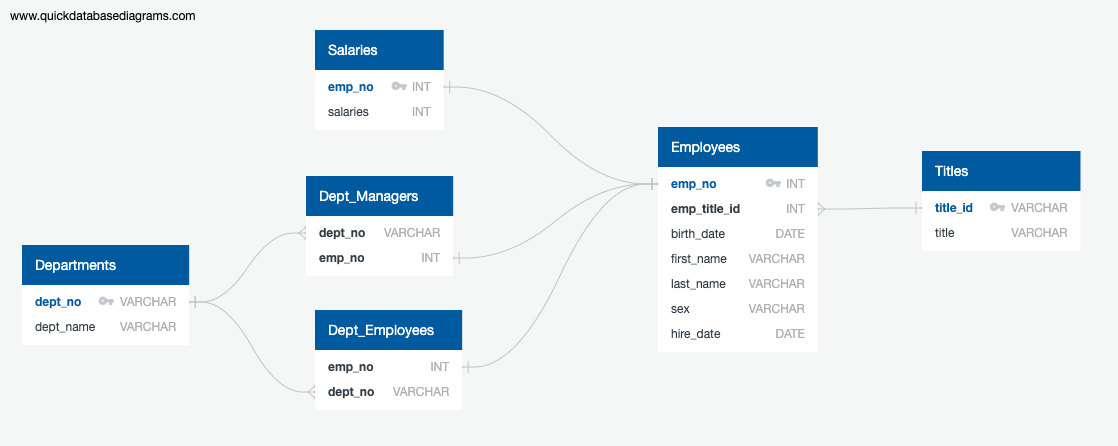 www.quickdatabasediagrams.com
Salaries
emp_no INT
salaries INT
Dept_Managers
dept_no VARCHAR
emp_no INT
Departments
dept_no VARCHAR
dept_name VARCHAR
Dept_Employees
emp_no INT
dept_no VARCHAR
Employees
emp_no INT
emp_title_id INT
birth_date DATE
first_name VARCHAR
last_name VARCHAR
sex VARCHAR
hire_date DATE
Titles
title_id VARCHAR
title VARCHAR